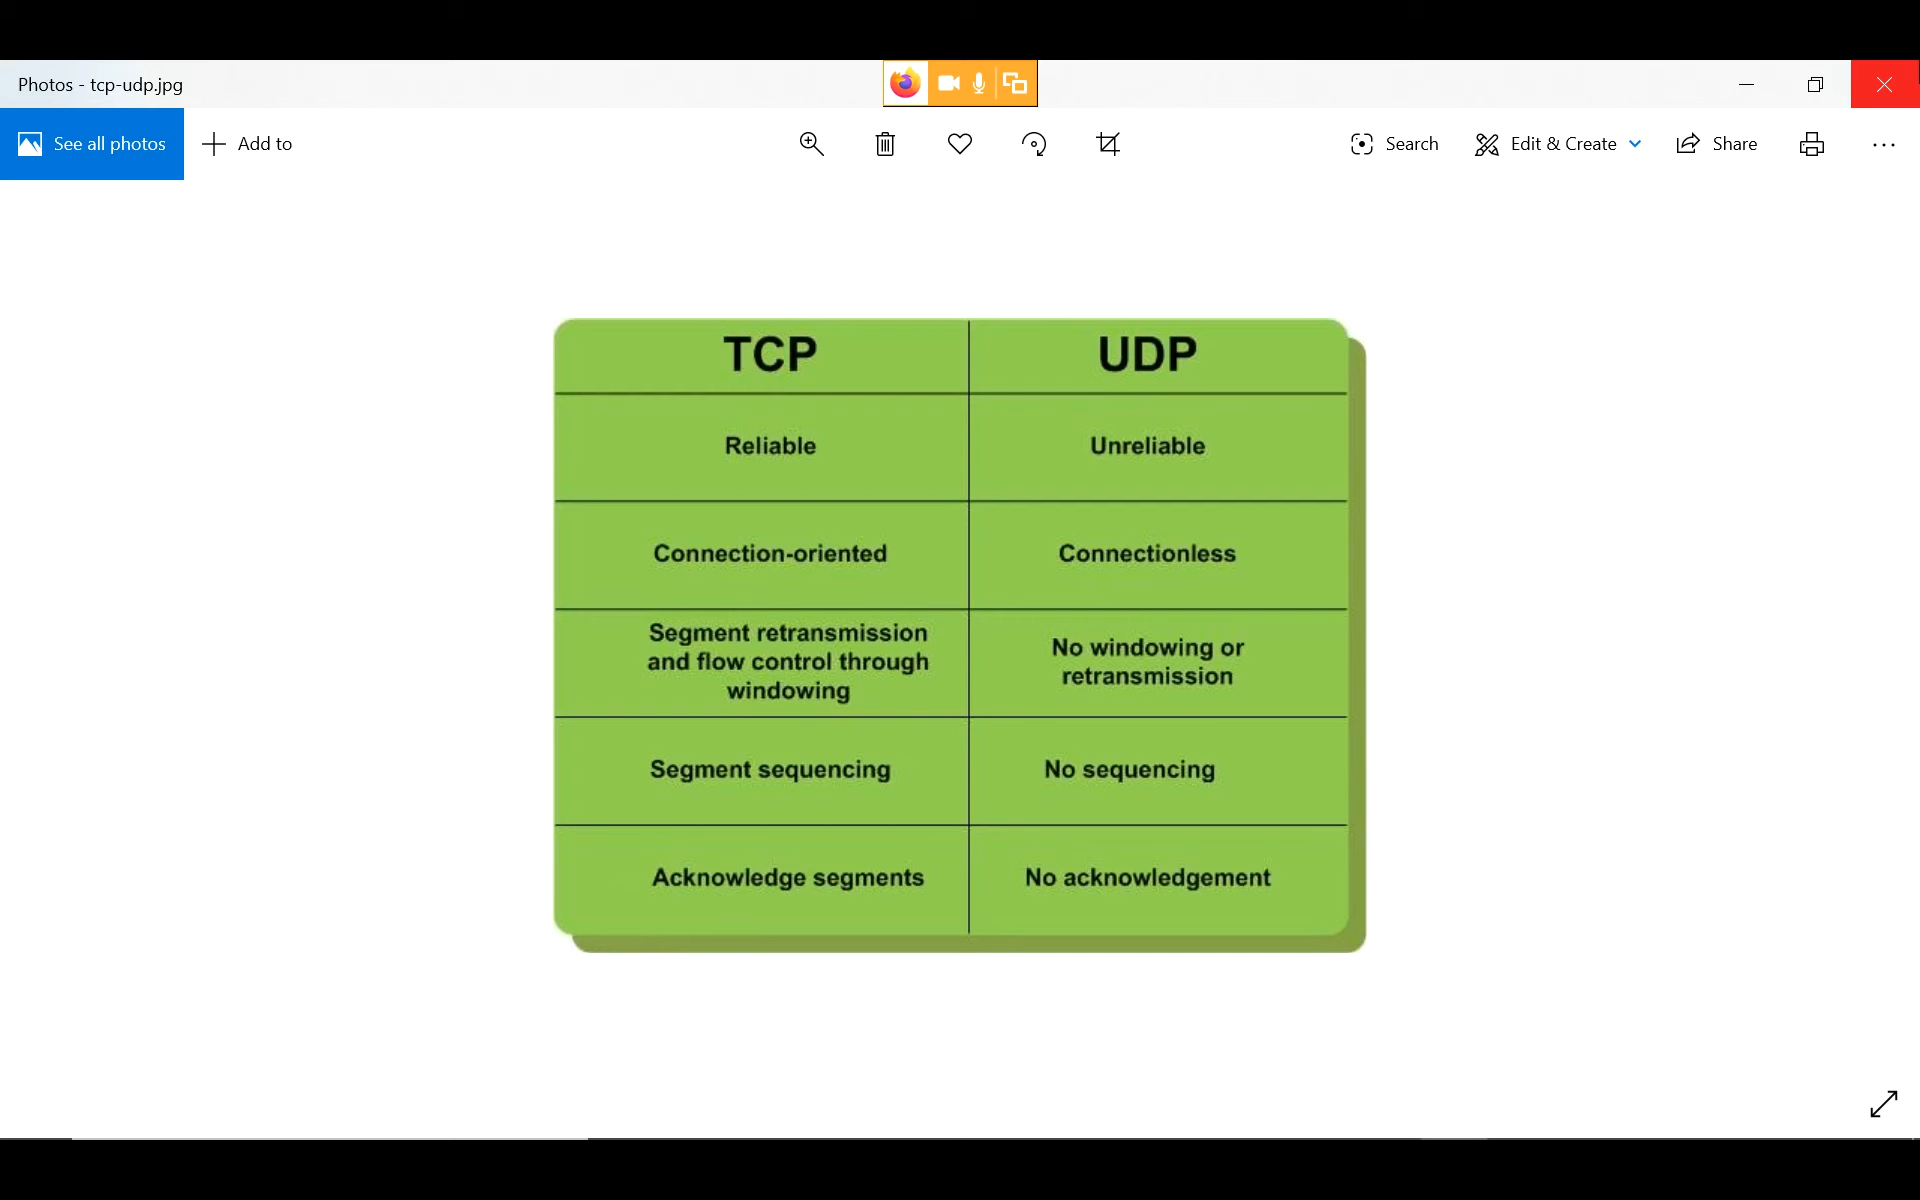 Photos - tcp-udp.jpg
See all photos
Add to
Search
Edit & Create
Share
TCP
UDP
Reliable
Unreliable
Connection-oriented
Connectionless
Segment retransmission
and flow control through
windowing
No windowing or
retransmission
Segment sequencing
No sequencing
Acknowledge segments
No acknowledgement